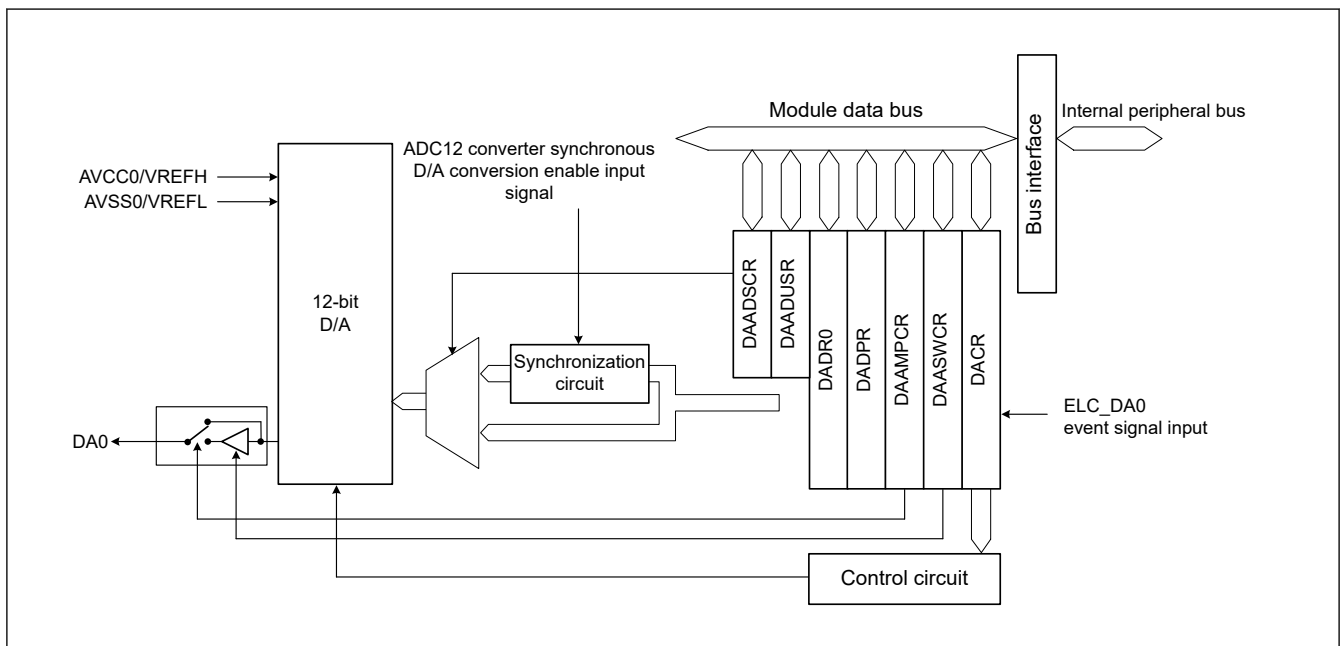 Module data bus
Internal peripheral bus
Bus interface
ADC12 converter synchronous
D/A conversion enable input
signal
AVCC0/VREFH
AVSS0/VREFL
12-bit
D/A
Synchronization
circuit
DAADSCR
DAADUSR
DADR0
DADPR
DAAMPCR
DAASWCR
DACR
ELC_DA0
event signal input
DA0
Control circuit